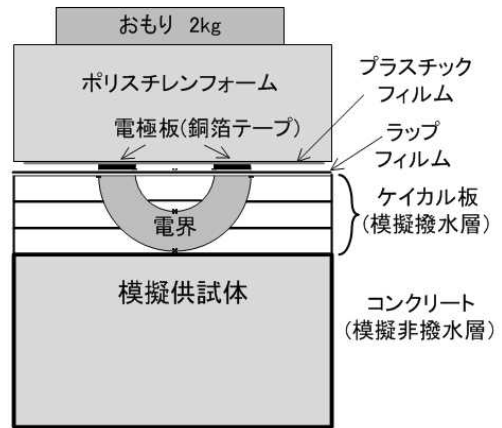 おもり 2kg
ポリスチレンフォーム
電極板(銅箔テープ)
プラスチック
フィルム
ラップ
フィルム
ケイカル板
(模擬撥水層)
電界
模擬供試体
コンクリート
(模擬非撥水層)